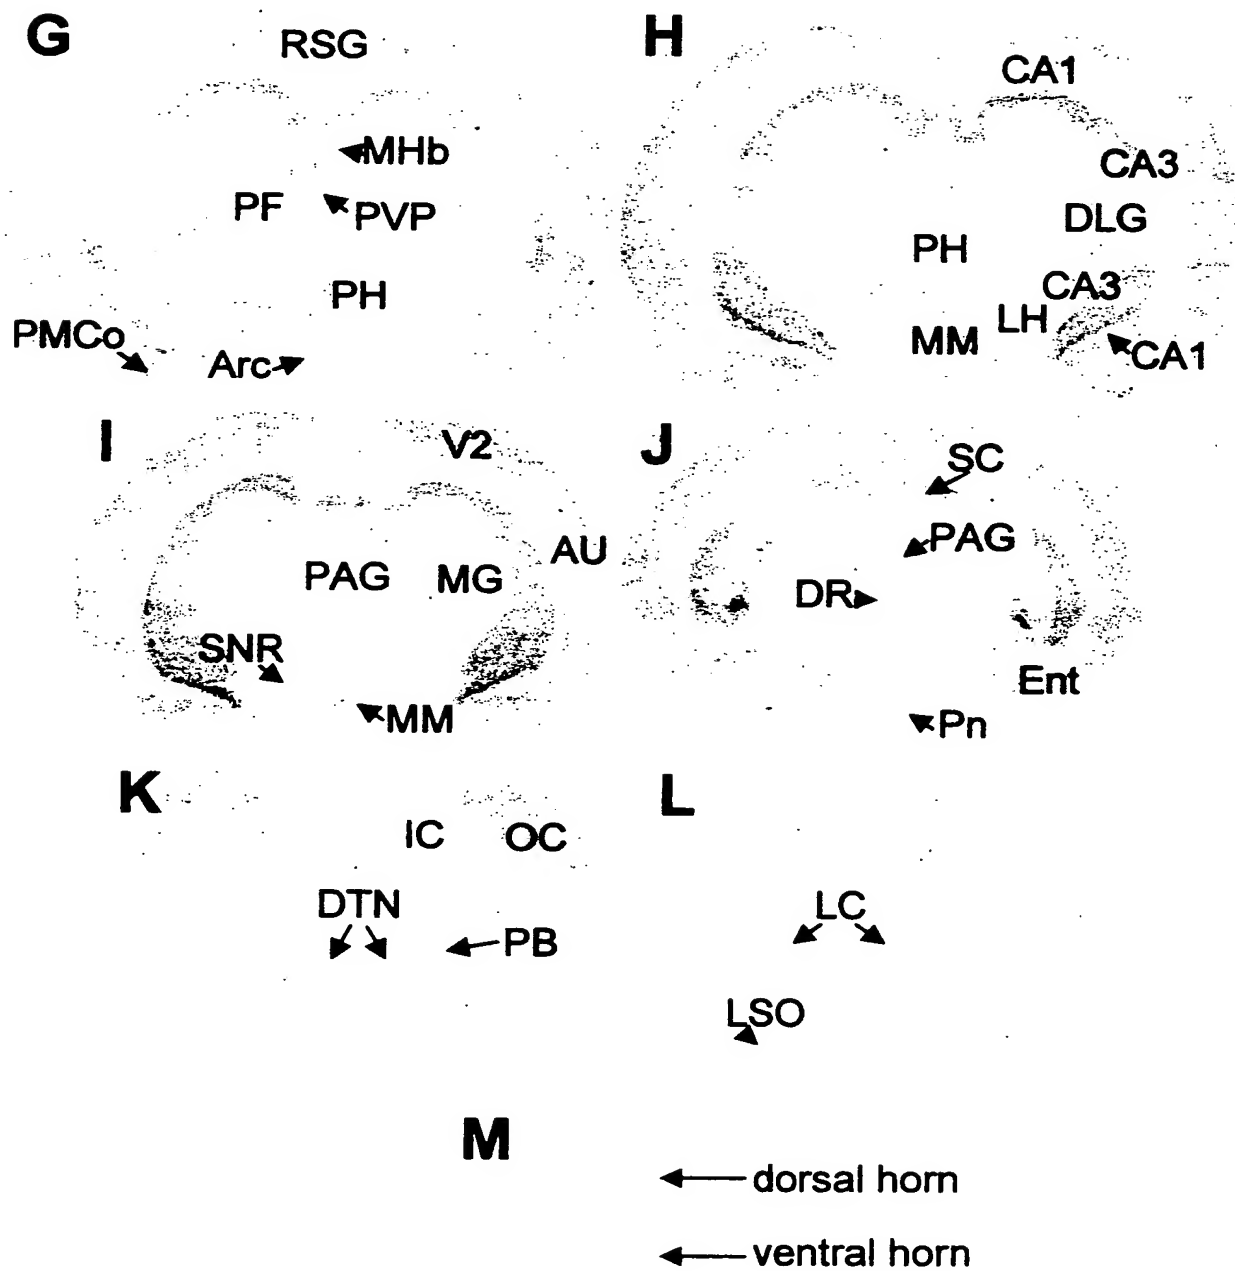 G
RSG
MHb
PF
PVP
PH
PMCo
Arc
H
CA1
CA3
DLG
PH
CA3
LH
MM
CA1
I
V2
AU
PAG
MG
SNR
MM
J
SC
PAG
DR
Ent
Pn
K
IC
OC
DTN
PB
L
LC
LSO
M
dorsal horn
ventral horn